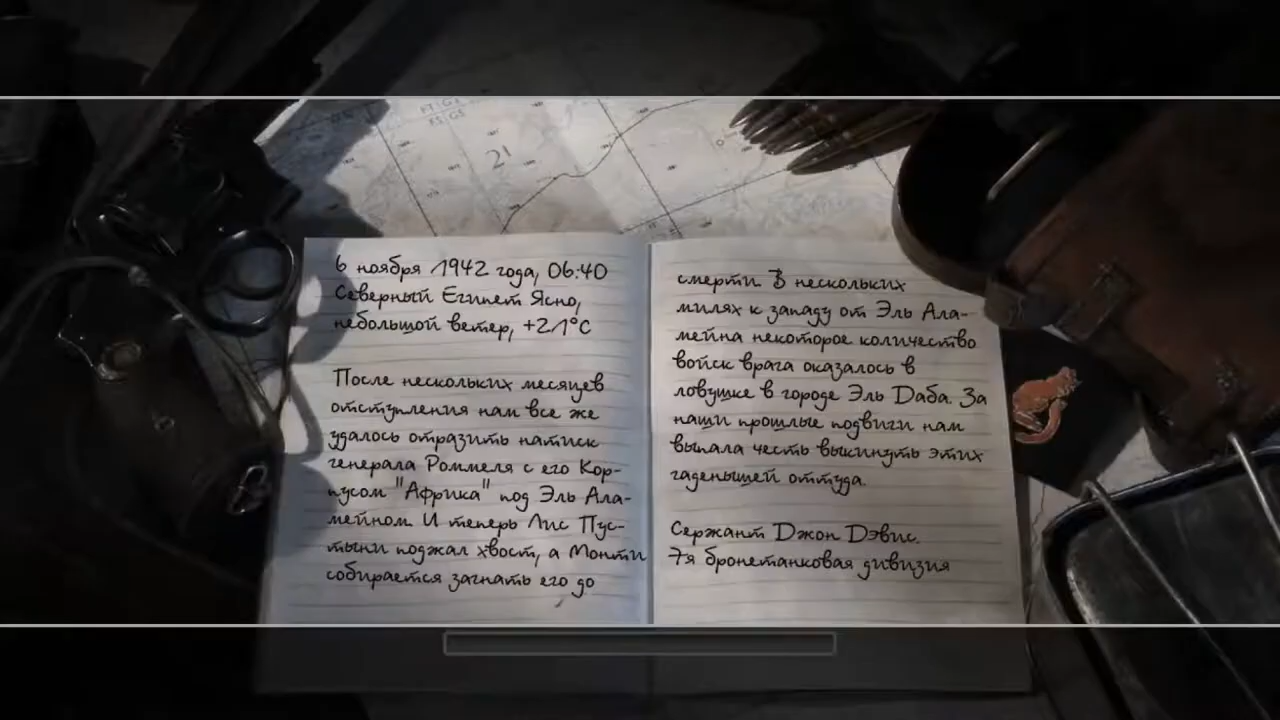 6 ноября 1942 года, 06:40
Северный Египет Ясно,
небольшой ветер, +21°С
После нескольких месяцев
отступления нам все же
удалось отразить натиск
генерала Роммеля с его Кор-
пусом "Африка" под Эль Ала-
мейном. И теперь Лис Пус-
тыни поджал хвост, а Монти
собирается загнать его до
смерти. В нескольких
милях к западу от Эль Ала-
мейна некоторое количество
войск врага оказалось в
ловушке в городе Эль Даба. За
наши прошлые подвиги нам
выпала честь выкинуть этих
гаденышей оттуда.
Сержант Джон Дэвис.
7я бронетанковая дивизия